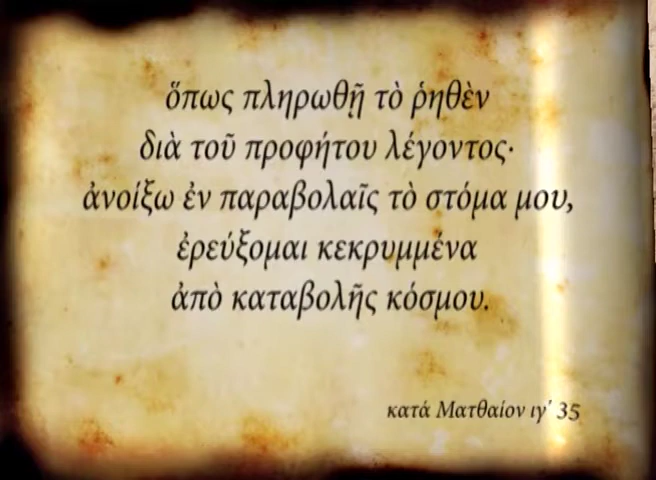 ὅπως πληρωθῇ τὸ ῥηθὲν
διὰ τοῦ προφήτου λέγοντος·
ἀνοίξω ἐν παραβολαῖς τὸ στόμα μου,
ἐρεύξομαι κεκρυμμένα
ἀπὸ καταβολῆς κόσμου.
κατά Ματθαίον ιγ΄ 35